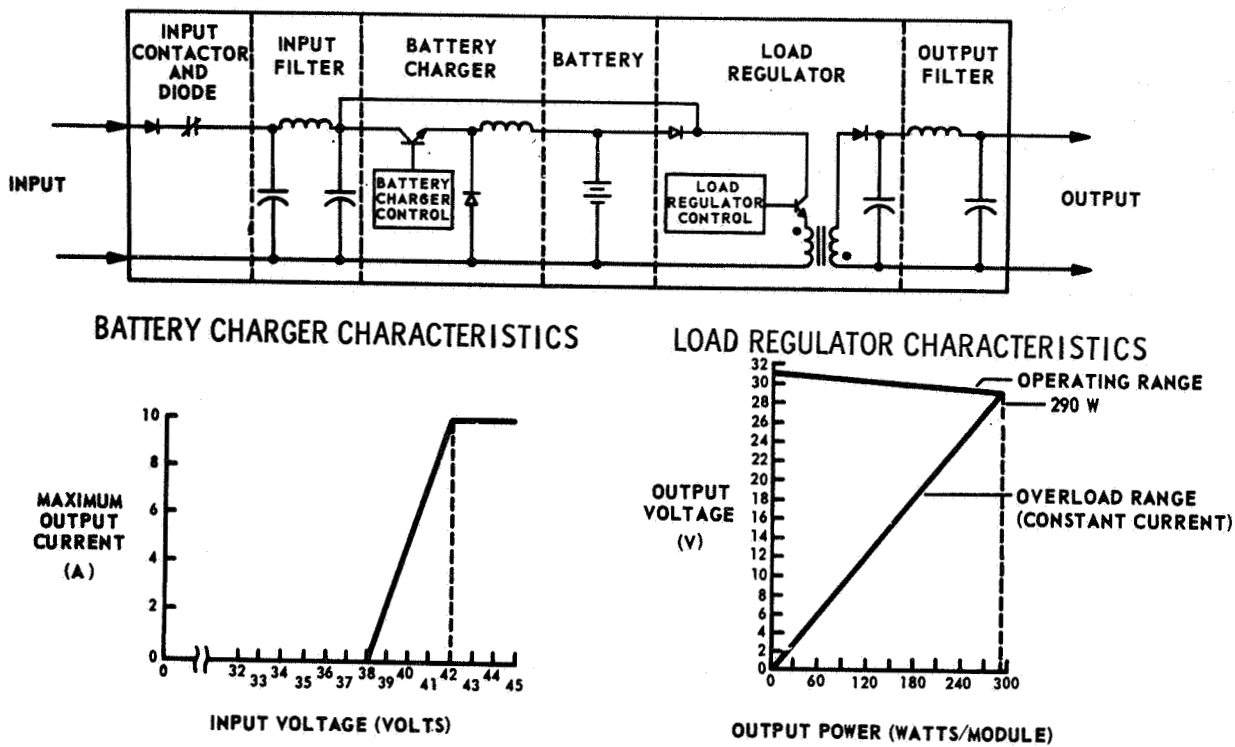 INPUT
CONTACTOR
AND
DIODE
INPUT
FILTER
BATTERY
CHARGER
BATTERY
LOAD
REGULATOR
OUTPUT
FILTER
INPUT
BATTERY
CHARGER
CONTROL
LOAD
REGULATOR
CONTROL
OUTPUT
BATTERY CHARGER CHARACTERISTICS
MAXIMUM
OUTPUT
CURRENT
(A)
10
8
6
4
2
0
0 32 33 34 35 36 37 38 39 40 41 42 43 44 45
INPUT VOLTAGE (VOLTS)
LOAD REGULATOR CHARACTERISTICS
OUTPUT
VOLTAGE
(V)
32
30
28
26
24
22
20
18
16
14
12
10
8
6
4
2
0
OPERATING RANGE
290 W
OVERLOAD RANGE
(CONSTANT CURRENT)
0 60 120 180 240 300
OUTPUT POWER (WATTS/MODULE)